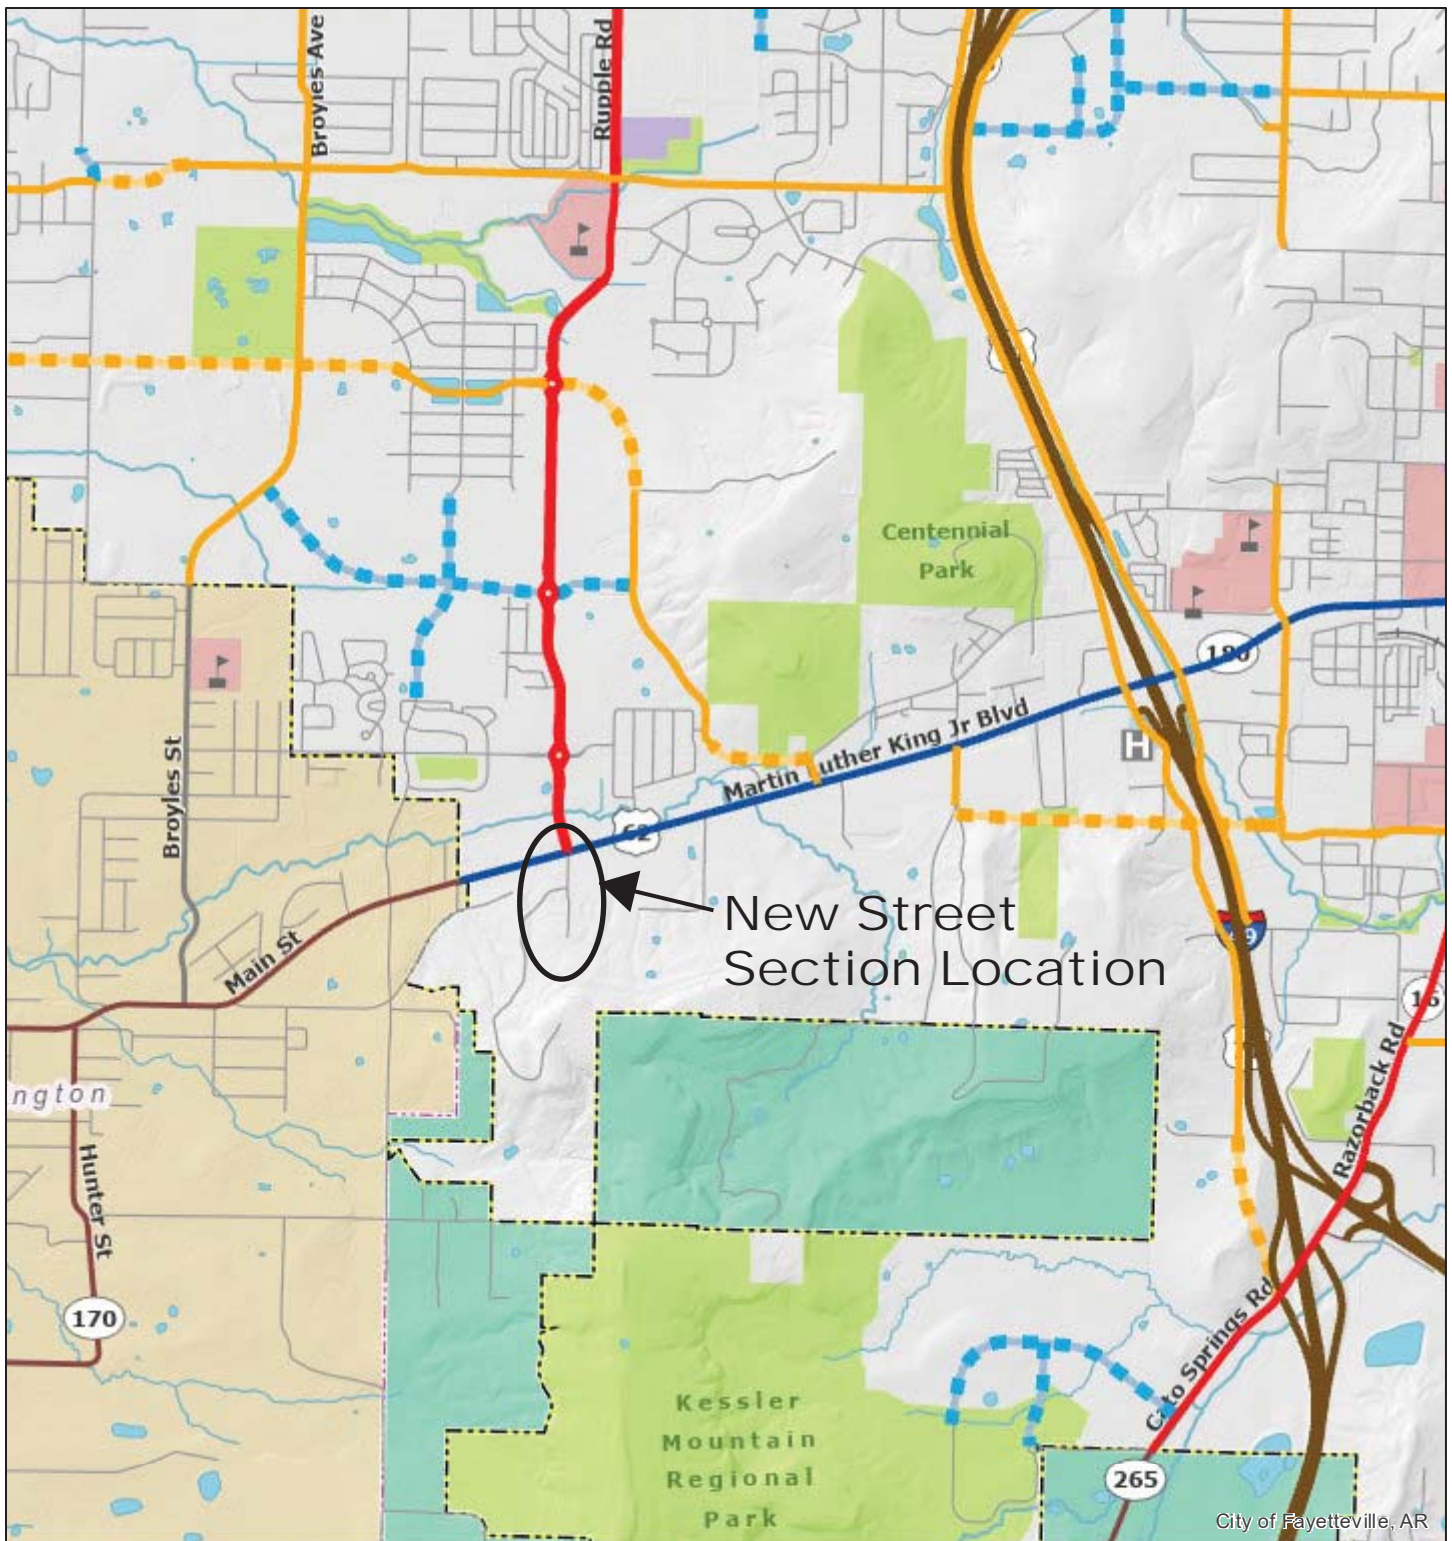 Broyles Ave
Rupple Rd
Centennial
Park
180
Martin Luther King Jr Blvd
H
62
Broyles St
New Street
Section Location
Main St
49
16
Razorback Rd
ngton
Hunter St
170
Cato Springs Rd
Kessler
Mountain
Regional
Park
265
City of Fayetteville, AR